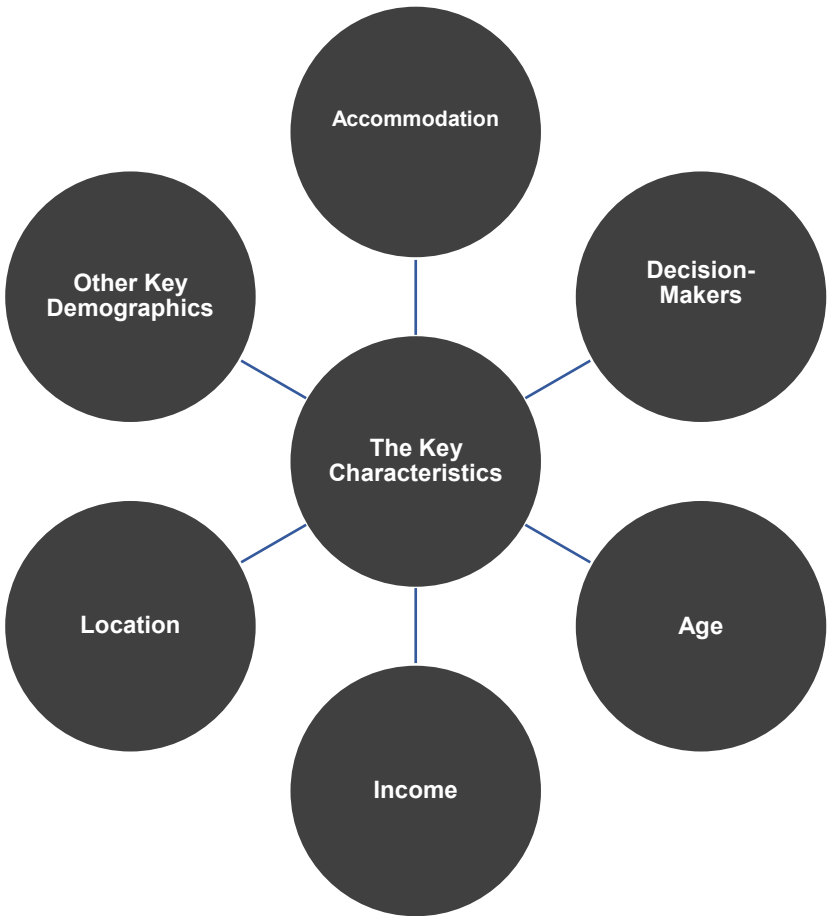 Accommodation
Other Key
Demographics
Decision-
Makers
The Key
Characteristics
Location
Age
Income